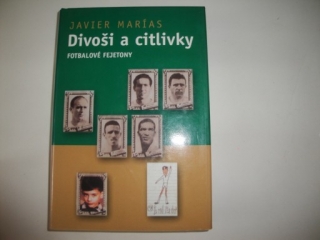 JAVIER MARÍAS
Divoši a citlivky
FOTBALOVÉ FEJETONY